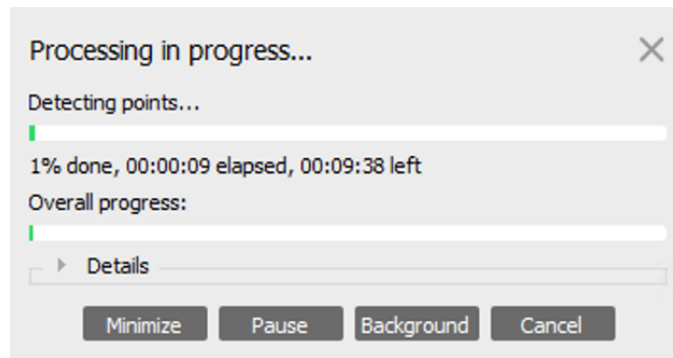 Processing in progress...
Detecting points...
1% done, 00:00:09 elapsed, 00:09:38 left
Overall progress:
Details
Minimize Pause Background Cancel